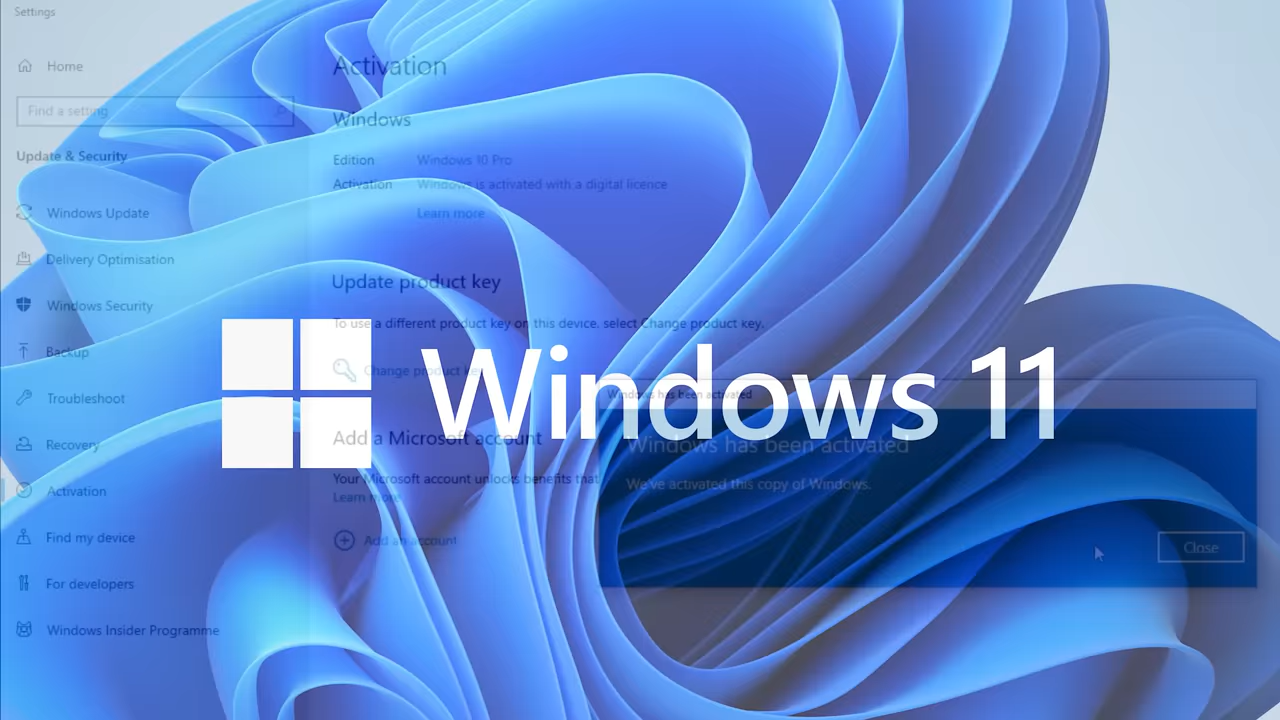 Settings
Home
Find a setting
Update & Security
Windows Update
Delivery Optimisation
Windows Security
Backup
Troubleshoot
Recovery
Activation
Find my device
For developers
Windows Insider Programme
Activation
Windows
Edition Windows 10 Pro
Activation Windows is activated with a digital licence
Learn more
Update product key
To use a different product key on this device, select Change product key.
Change product key
Add a Microsoft account
Your Microsoft account unlocks benefits that
Learn more
Add an account
Windows 11
Windows has been activated
Windows has been activated
We've activated this copy of Windows.
Close